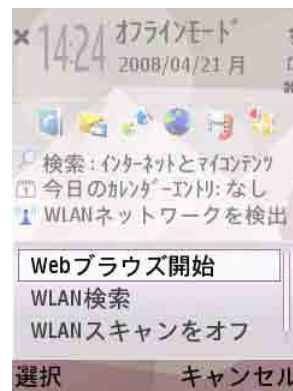 14:24 オフラインモード
2008/04/21 月
検索：インターネットとマイコンテンツ
今日のカレンダーエントリ: なし
WLANネットワークを検出
Webブラウズ開始
WLAN検索
WLANスキャンをオフ
選択 キャンセル